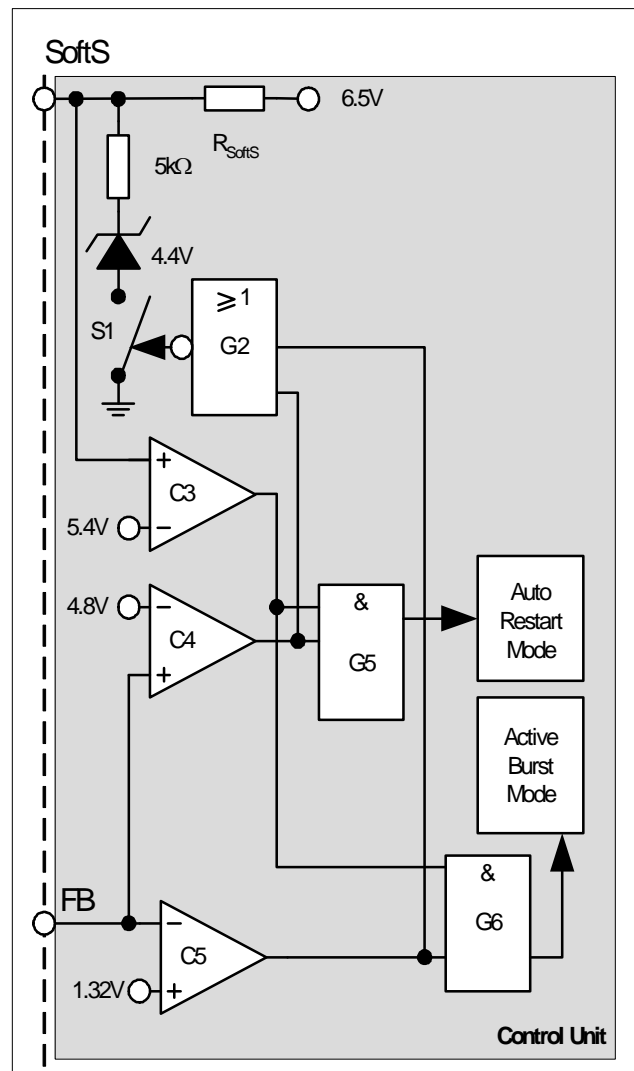 SoftS
6.5V
R SoftS
5kΩ
4.4V
S1
≥1
G2
+
C3
5.4V
−
4.8V
−
C4
+
&
G5
Auto
Restart
Mode
Active
Burst
Mode
FB
−
C5
1.32V
+
&
G6
Control Unit